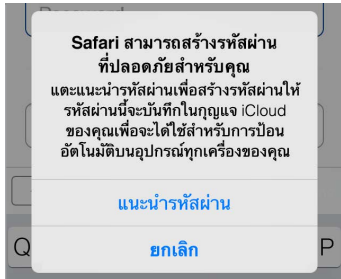 Safari สามารถสร้างรหัสผ่าน
ที่ปลอดภัยสำหรับคุณ
แตะแนะนำรหัสผ่านเพื่อสร้างรหัสผ่านให้
รหัสผ่านนี้จะบันทึกในกุญแจ iCloud
ของคุณเพื่อจะได้ใช้สำหรับการป้อน
อัตโนมัติบนอุปกรณ์ทุกเครื่องของคุณ
แนะนำรหัสผ่าน
Q ยกเลิก P